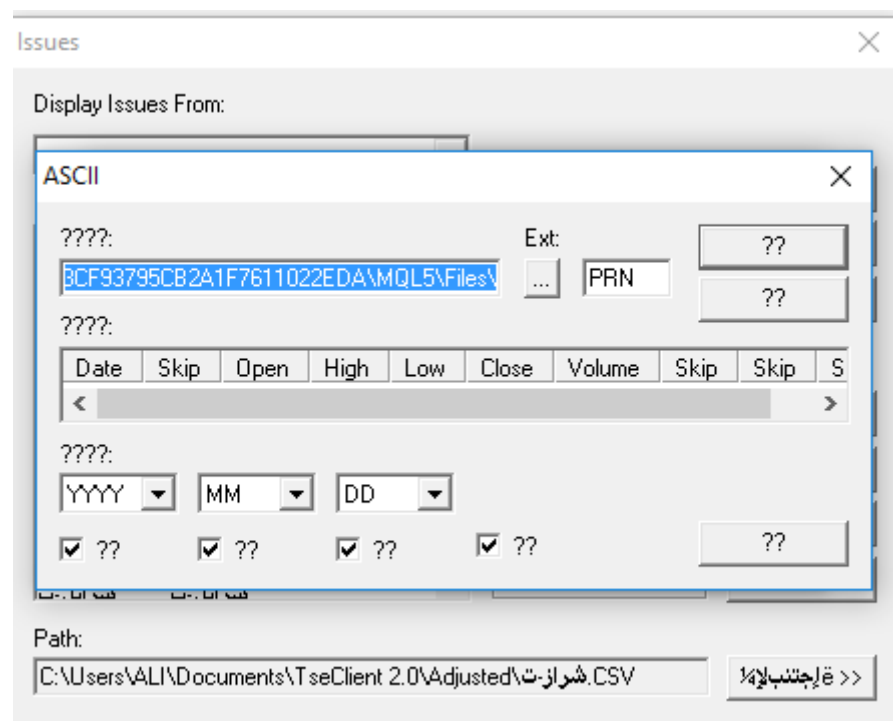 Issues
Display Issues From:
ASCII
????:
Ext:
??
3CF93795CB2A1F7611022EDA\MQL5\Files\
...
PRN
??
????:
Date Skip Open High Low Close Volume Skip Skip S
????:
YYYY MM DD
?? ?? ?? ??
??
Path:
C:\Users\ALI\Documents\TseClient 2.0\Adjusted\شراز-ت.CSV